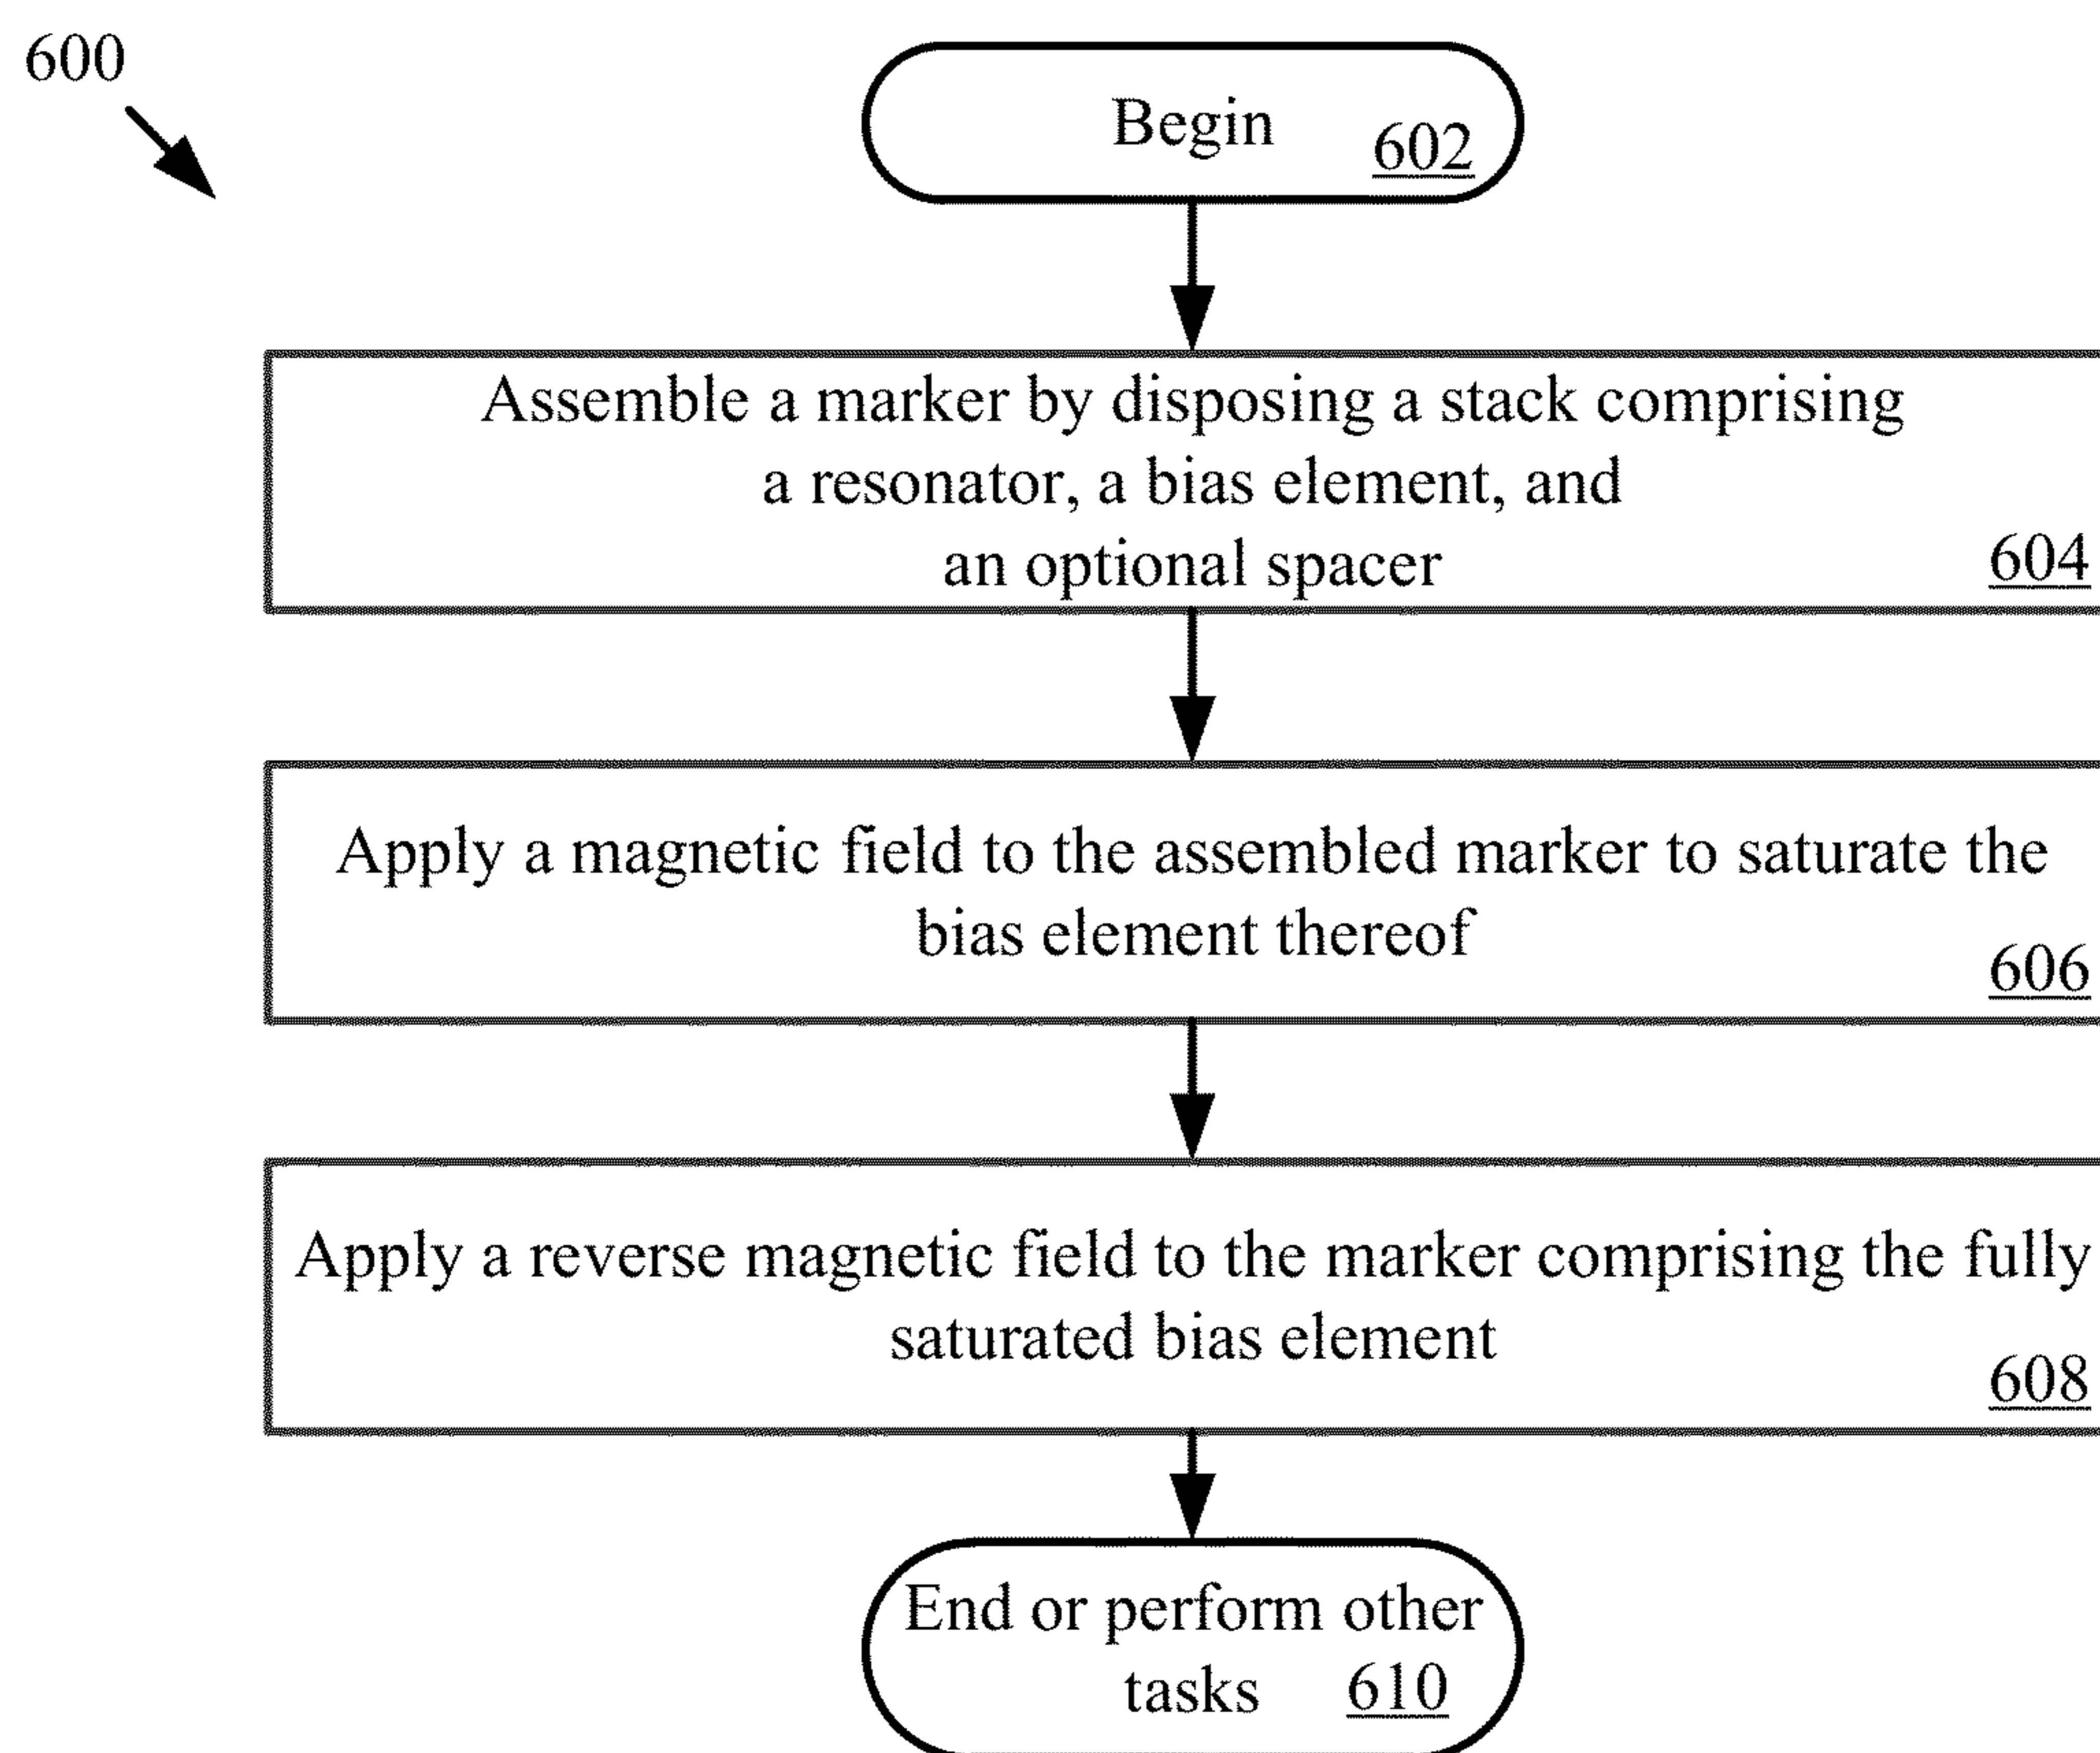 600
Begin
602
Assemble a marker by disposing a stack comprising
a resonator, a bias element, and
an optional spacer
604
Apply a magnetic field to the assembled marker to saturate the
bias element thereof
606
Apply a reverse magnetic field to the marker comprising the fully
saturated bias element
608
End or perform other
tasks 610